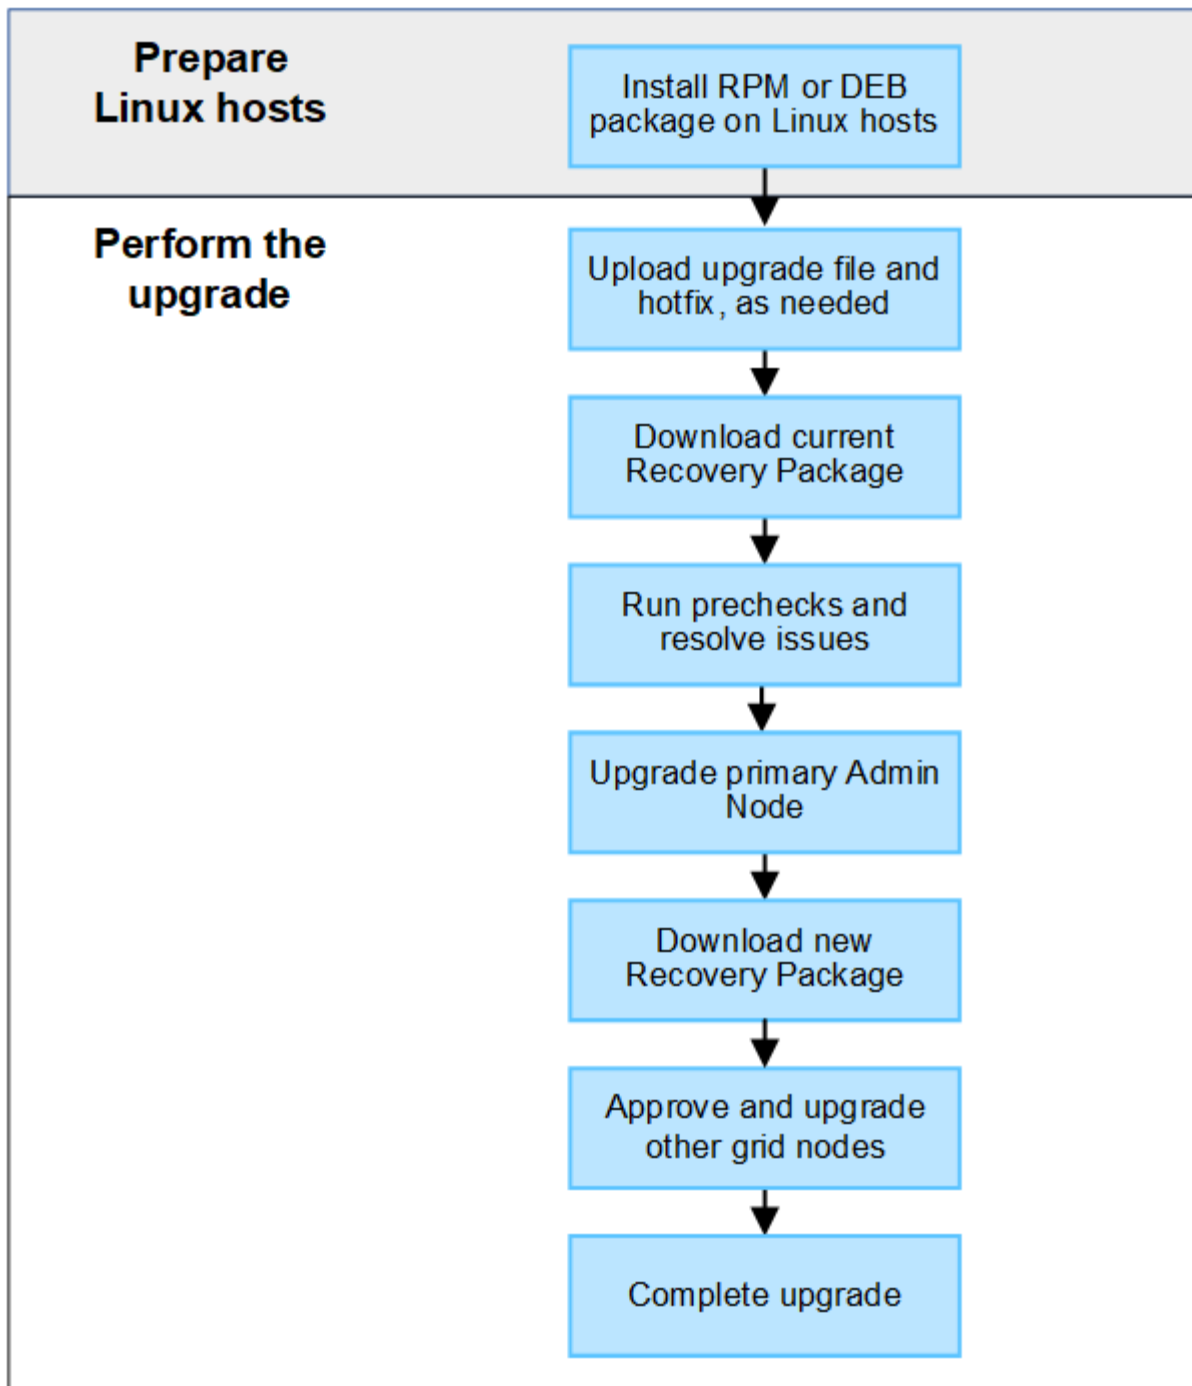 Prepare
Linux hosts
Install RPM or DEB
package on Linux hosts
Perform the
upgrade
Upload upgrade file and
hotfix, as needed
Download current
Recovery Package
Run prechecks and
resolve issues
Upgrade primary Admin
Node
Download new
Recovery Package
Approve and upgrade
other grid nodes
Complete upgrade